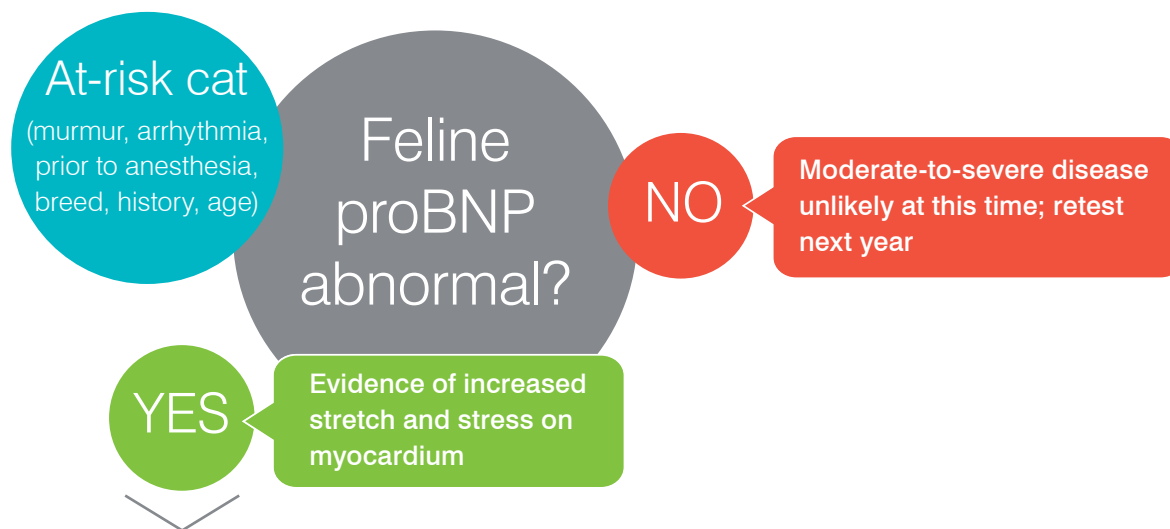 At-risk cat
(murmur, arrhythmia,
prior to anesthesia,
breed, history, age)
Feline
proBNP
abnormal?
NO
Moderate-to-severe disease
unlikely at this time; retest
next year
YES
Evidence of increased
stretch and stress on
myocardium